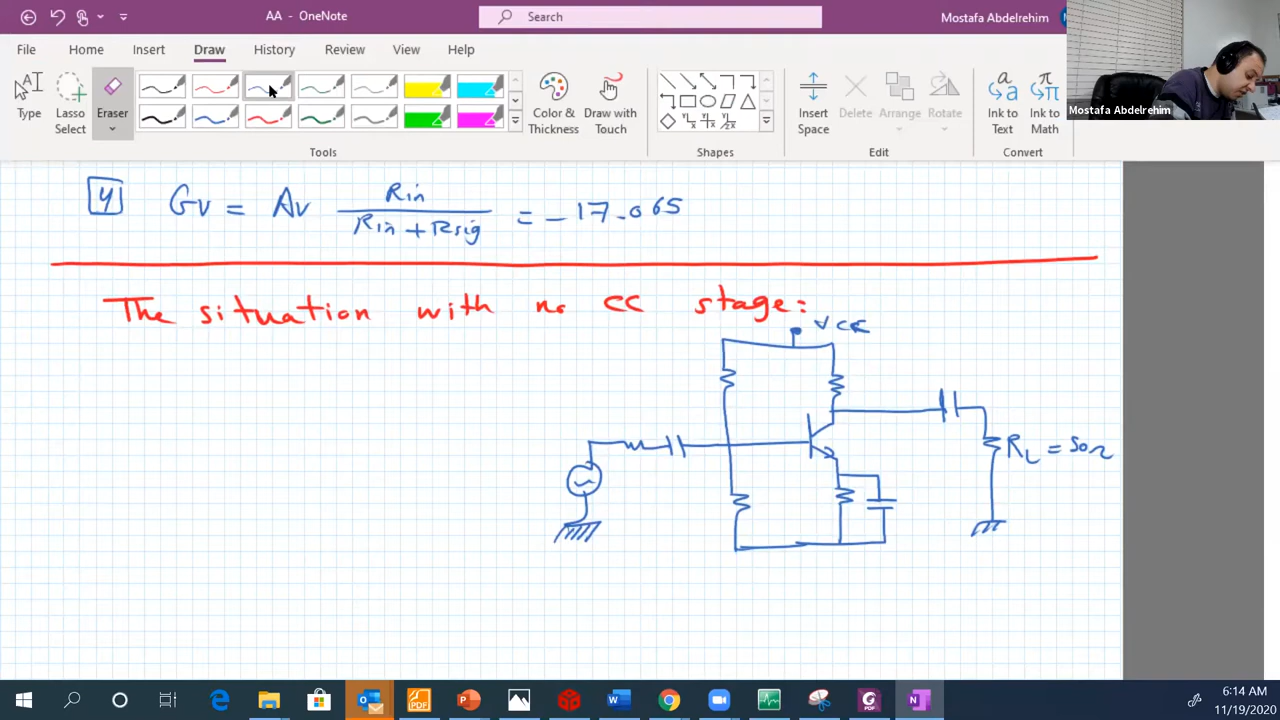 AA - OneNote
Search
Mostafa Abdelrehim
File Home Insert Draw History Review View Help
Type
Lasso Select
Eraser
Color & Thickness
Draw with Touch
Insert Space
Delete
Arrange
Rotate
Ink to Text
Ink to Math
Mostafa Abdelrehim
Tools Shapes Edit Convert
4 Gv = Av Rin / Rin + Rsig = -17.065
The situation with no CC stage:
VCC
RL = 50Ω
6:14 AM
11/19/2020